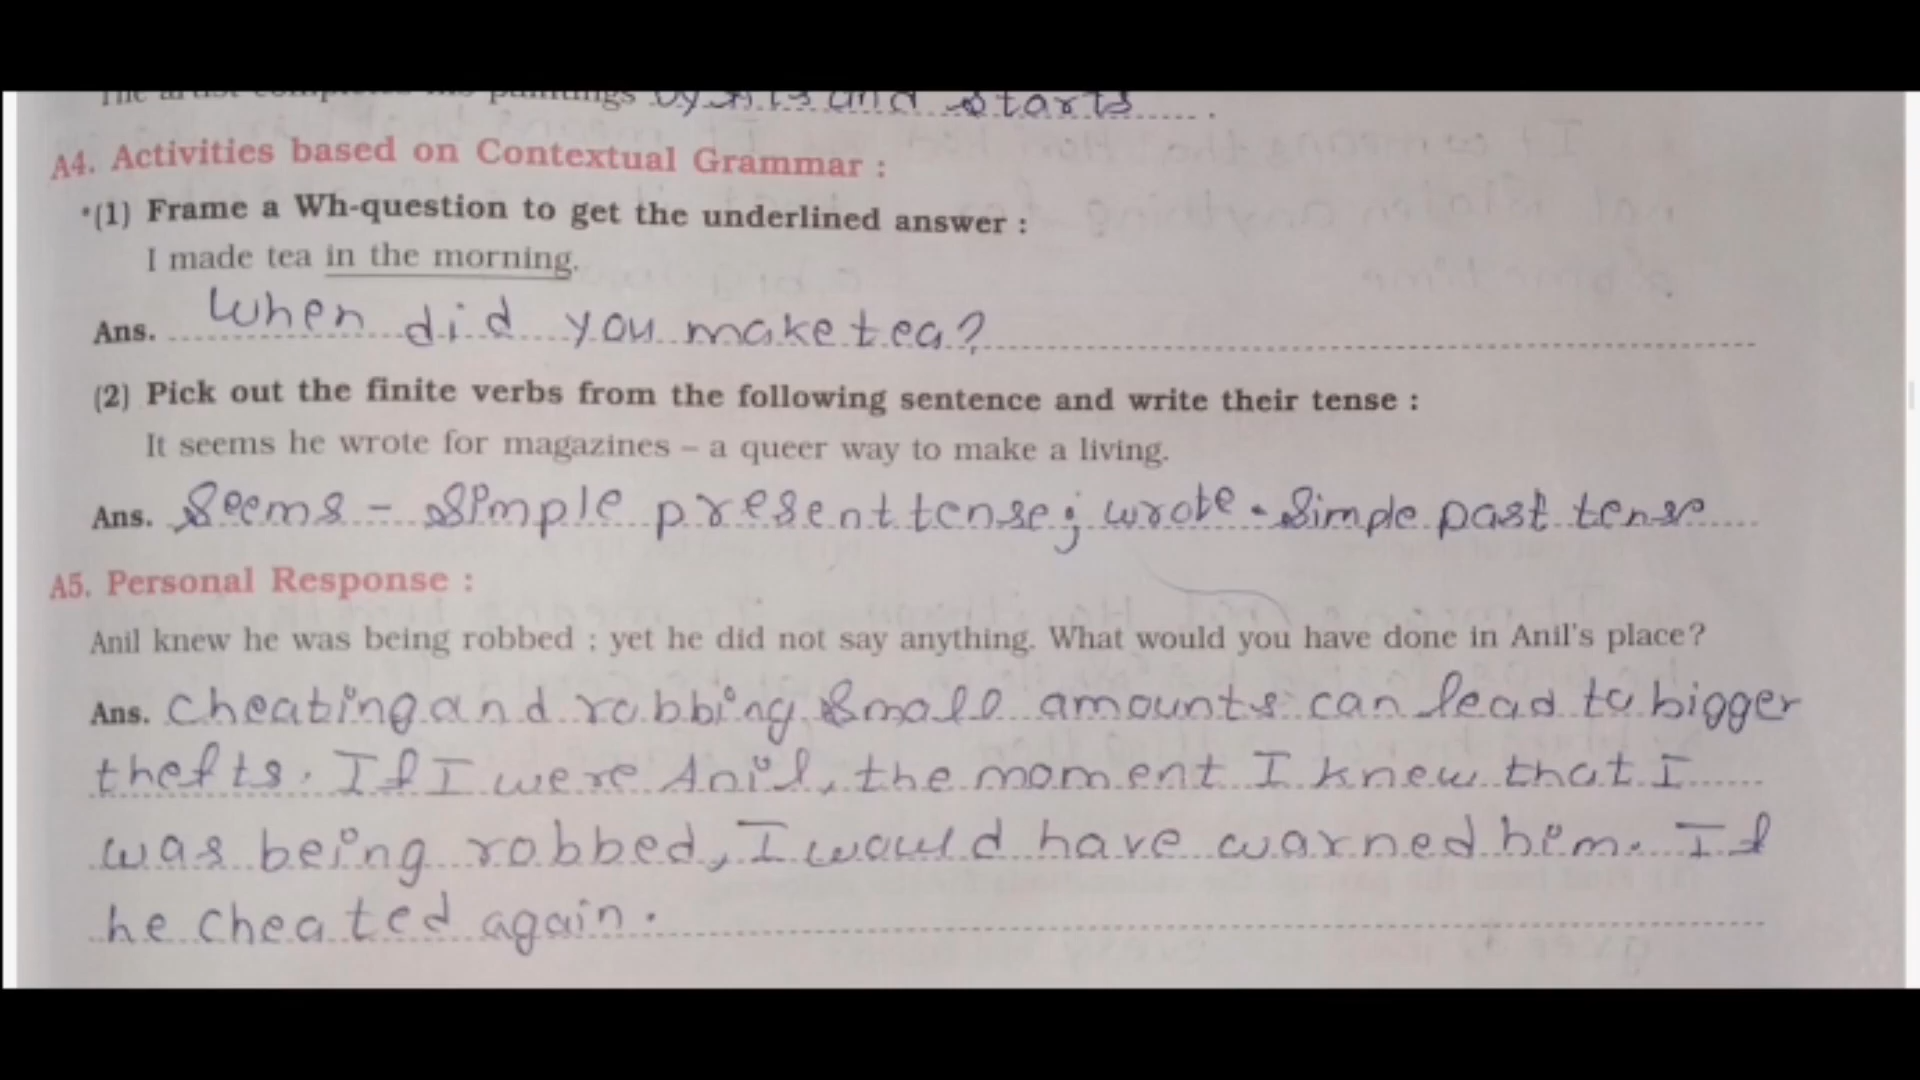 paintings by and starts
A4. Activities based on Contextual Grammar :
*(1) Frame a Wh-question to get the underlined answer :
I made tea in the morning.
Ans. When did you make tea?
(2) Pick out the finite verbs from the following sentence and write their tense :
It seems he wrote for magazines – a queer way to make a living.
Ans. Seems - Simple present tense; wrote - Simple past tense
A5. Personal Response :
Anil knew he was being robbed : yet he did not say anything. What would you have done in Anil's place?
Ans. Cheating and robbing small amounts can lead to bigger
thefts. If I were Anil, the moment I knew that I
was being robbed, I would have warned him. If
he cheated again.